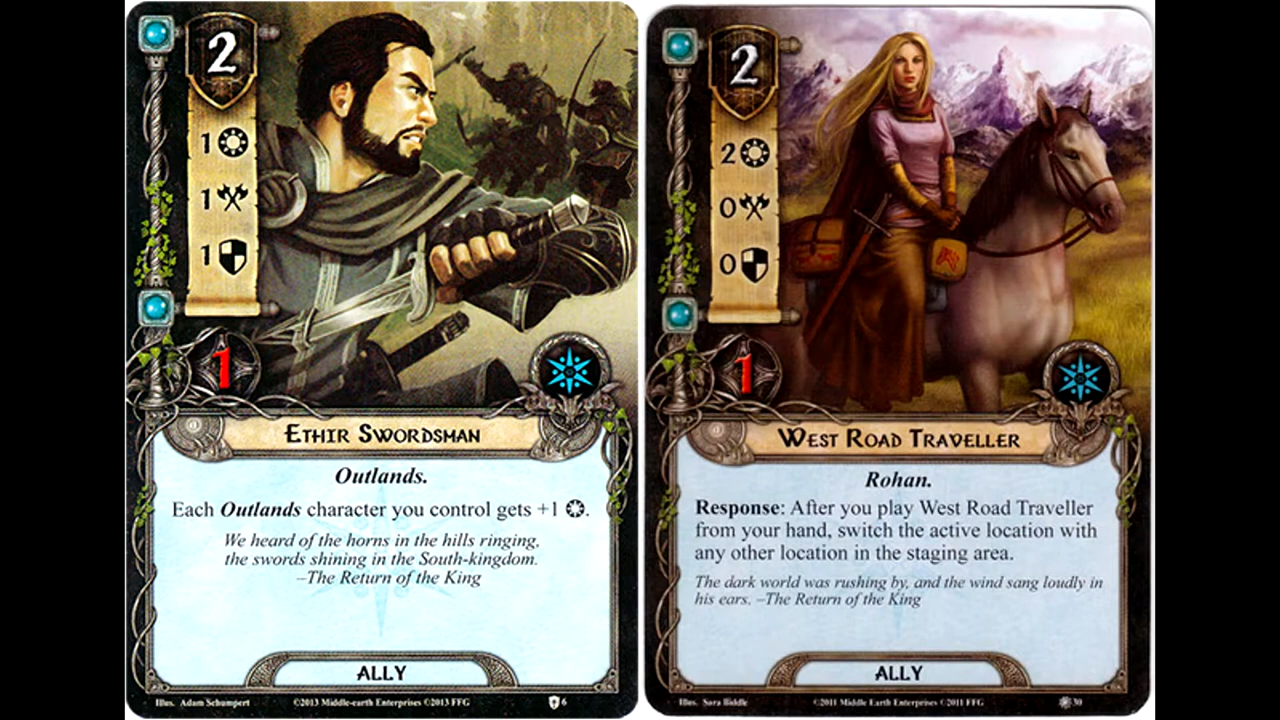 2
1
1
1
1
ETHIR SWORDSMAN
Outlands.
Each Outlands character you control gets +1 .
We heard of the horns in the hills ringing,
the swords shining in the South-kingdom.
–The Return of the King
ALLY
Illus. Adam Schumpert ©2013 Middle-earth Enterprises ©2013 FFG 6
2
2
0
0
1
WEST ROAD TRAVELLER
Rohan.
Response: After you play West Road Traveller
from your hand, switch the active location with
any other location in the staging area.
The dark world was rushing by, and the wind sang loudly in
his ears. –The Return of the King
ALLY
Illus. Sara Biddle ©2011 Middle Earth Enterprises ©2011 FFG 30